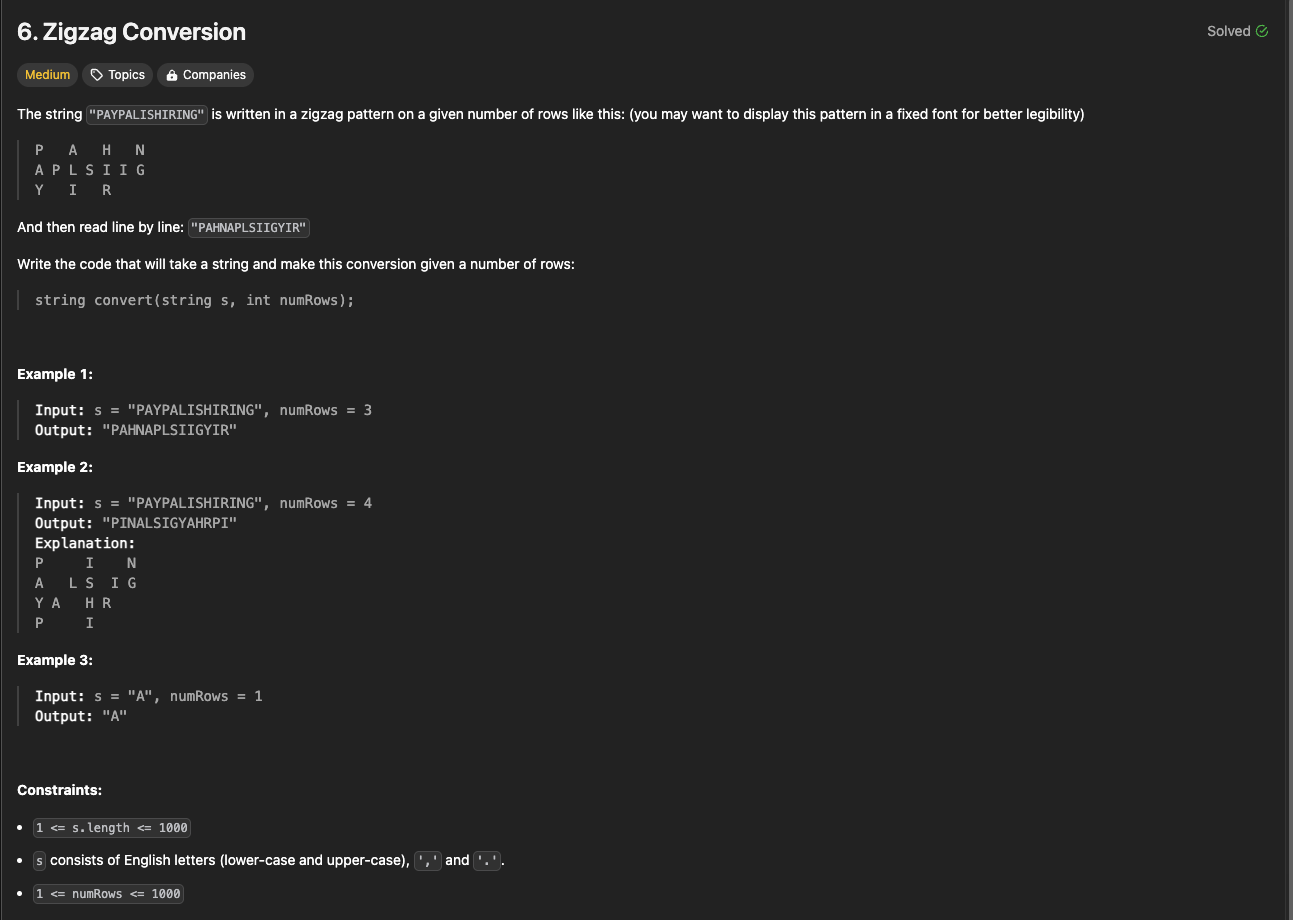 6. Zigzag Conversion
Solved
Medium Topics Companies
The string "PAYPALISHIRING" is written in a zigzag pattern on a given number of rows like this: (you may want to display this pattern in a fixed font for better legibility)
P   A   H   N
A P L S I I G
Y   I   R
And then read line by line: "PAHNAPLSIIGYIR"
Write the code that will take a string and make this conversion given a number of rows:
string convert(string s, int numRows);
Example 1:
Input: s = "PAYPALISHIRING", numRows = 3
Output: "PAHNAPLSIIGYIR"
Example 2:
Input: s = "PAYPALISHIRING", numRows = 4
Output: "PINALSIGYAHRPI"
Explanation:
P     I    N
A   L S  I G
Y A   H R
P     I
Example 3:
Input: s = "A", numRows = 1
Output: "A"
Constraints:
• 1 <= s.length <= 1000
• s consists of English letters (lower-case and upper-case), ',' and '.'.
• 1 <= numRows <= 1000